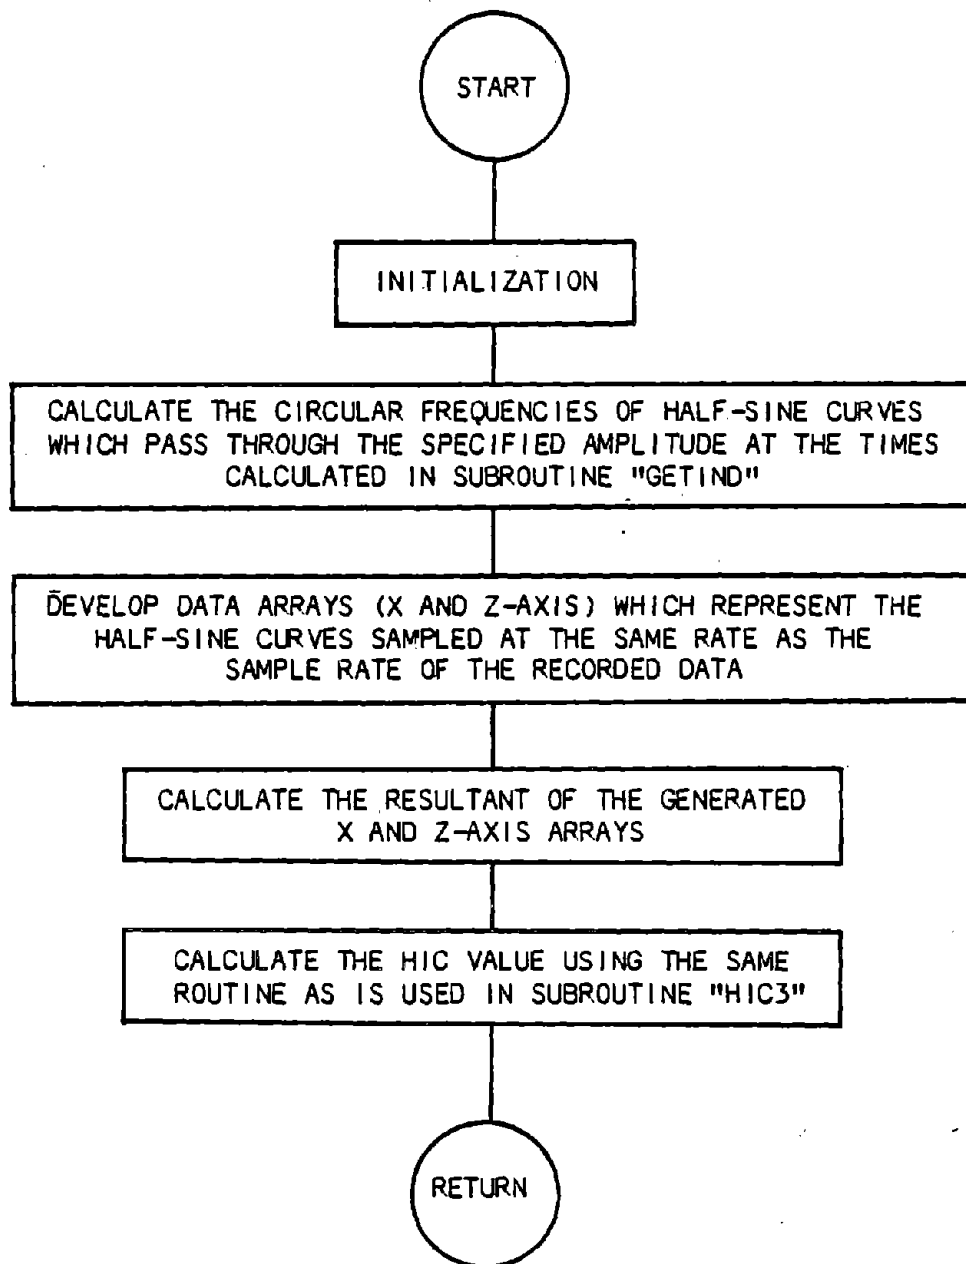 START
INITIALIZATION
CALCULATE THE CIRCULAR FREQUENCIES OF HALF-SINE CURVES
WHICH PASS THROUGH THE SPECIFIED AMPLITUDE AT THE TIMES
CALCULATED IN SUBROUTINE "GETIND"
DEVELOP DATA ARRAYS (X AND Z-AXIS) WHICH REPRESENT THE
HALF-SINE CURVES SAMPLED AT THE SAME RATE AS THE
SAMPLE RATE OF THE RECORDED DATA
CALCULATE THE RESULTANT OF THE GENERATED
X AND Z-AXIS ARRAYS
CALCULATE THE HIC VALUE USING THE SAME
ROUTINE AS IS USED IN SUBROUTINE "HIC3"
RETURN